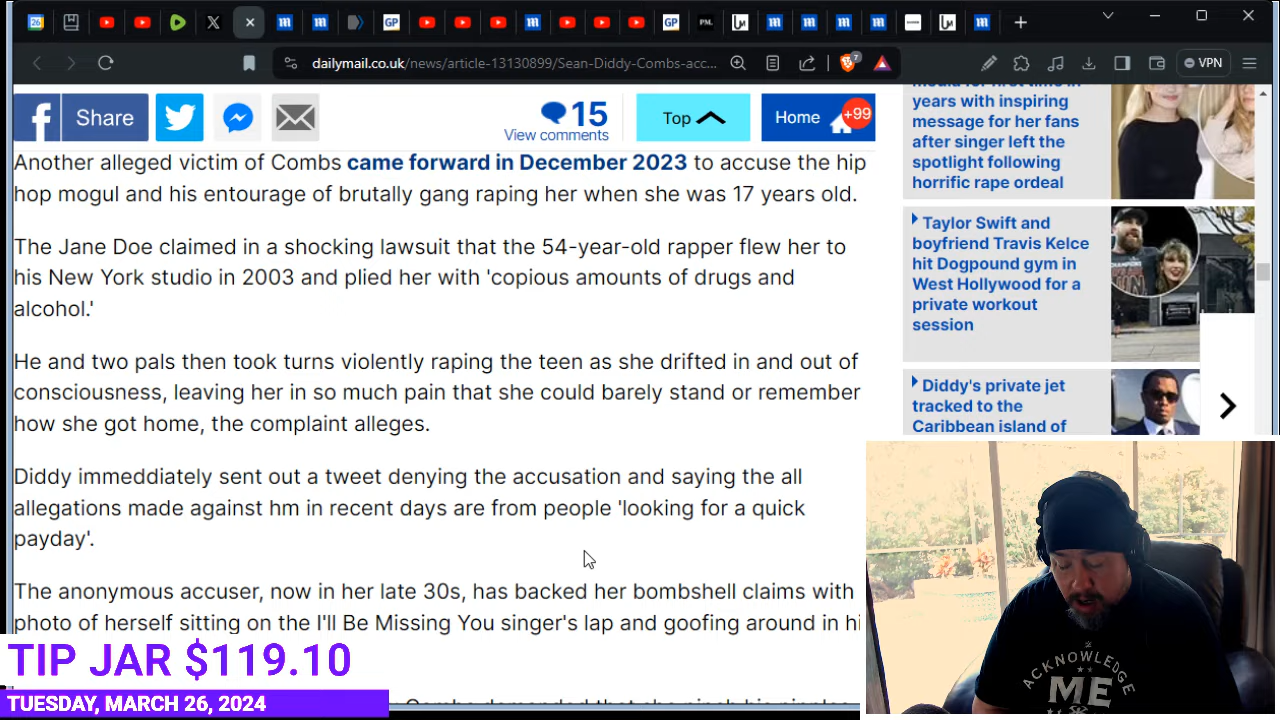 26
GP
GP
PM.
dailymail.co.uk/news/article-13130899/Sean-Diddy-Combs-acc...
7
VPN
Share
15
View comments
Top
Home
+99
Another alleged victim of Combs came forward in December 2023 to accuse the hip
hop mogul and his entourage of brutally gang raping her when she was 17 years old.
The Jane Doe claimed in a shocking lawsuit that the 54-year-old rapper flew her to
his New York studio in 2003 and plied her with 'copious amounts of drugs and
alcohol.'
He and two pals then took turns violently raping the teen as she drifted in and out of
consciousness, leaving her in so much pain that she could barely stand or remember
how she got home, the complaint alleges.
Diddy immeddiately sent out a tweet denying the accusation and saying the all
allegations made against hm in recent days are from people 'looking for a quick
payday'.
The anonymous accuser, now in her late 30s, has backed her bombshell claims with
photo of herself sitting on the I'll Be Missing You singer's lap and goofing around in hi
years with inspiring
message for her fans
after singer left the
spotlight following
horrific rape ordeal
Taylor Swift and
boyfriend Travis Kelce
hit Dogpound gym in
West Hollywood for a
private workout
session
Diddy's private jet
tracked to the
Caribbean island of
TIP JAR $119.10
TUESDAY, MARCH 26, 2024
ACKNOWLEDGE
ME